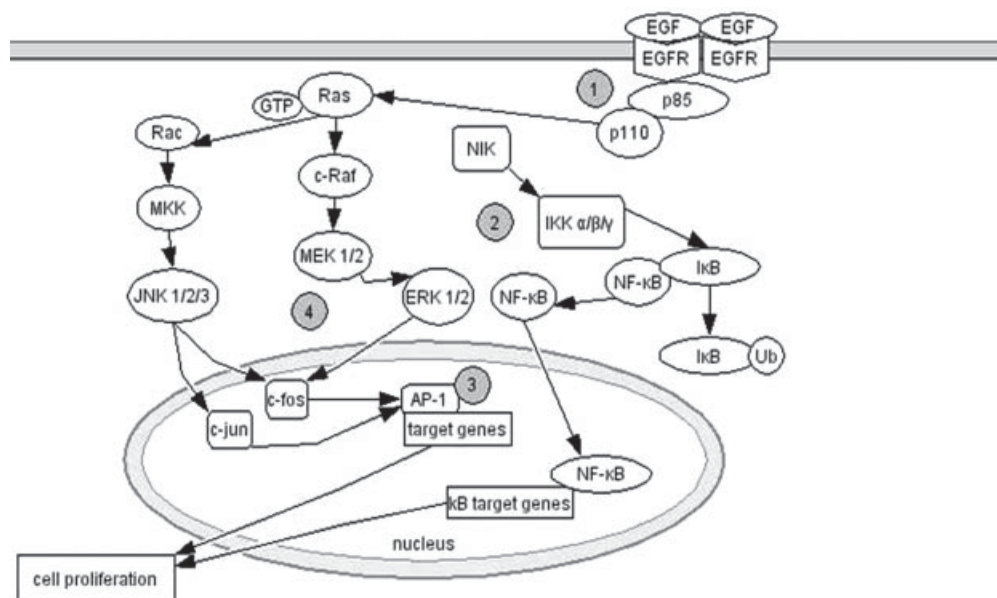 EGF EGF
EGFR EGFR
1
p85
p110
Ras
GTP
Rac
NIK
c-Raf
MKK
2
IKK α/β/γ
MEK 1/2
IκB
NF-κB
JNK 1/2/3
ERK 1/2
NF-κB
4
IκB
Ub
3
c-fos
AP-1
c-jun
target genes
NF-κB
κB target genes
nucleus
cell proliferation